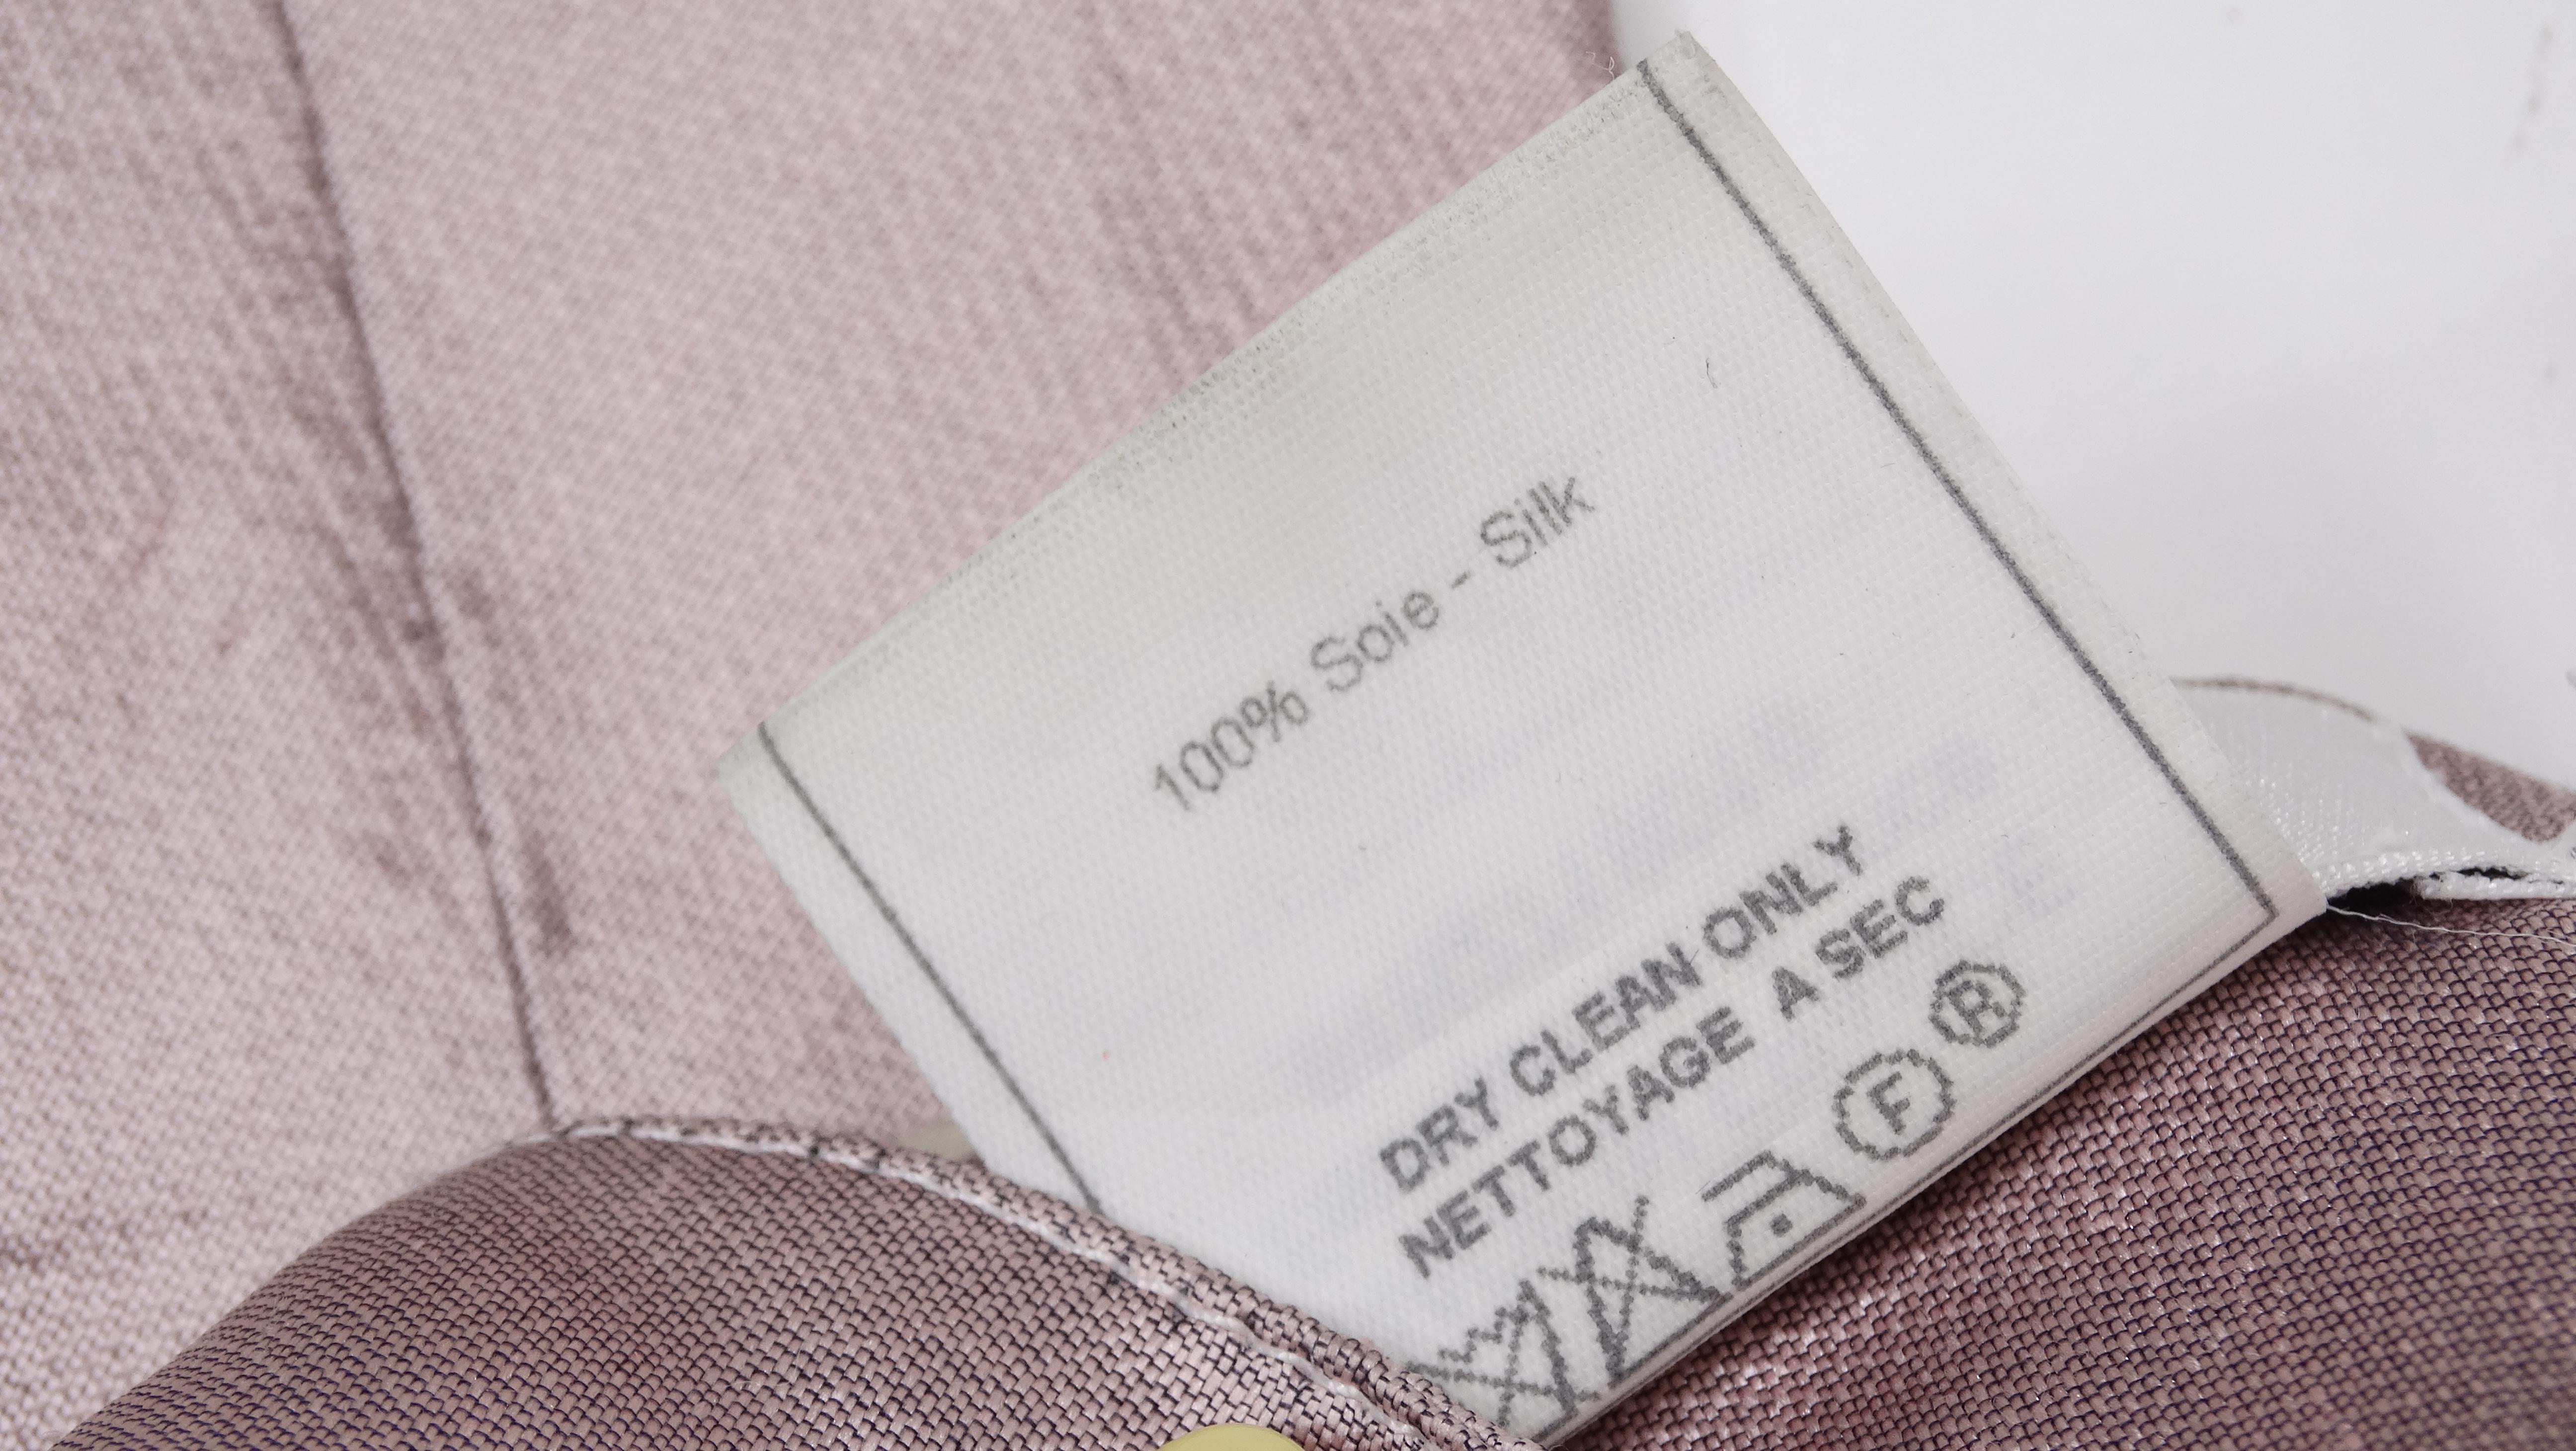 100% Soie - Silk
DRY CLEAN ONLY
NETTOYAGE A SEC
F R